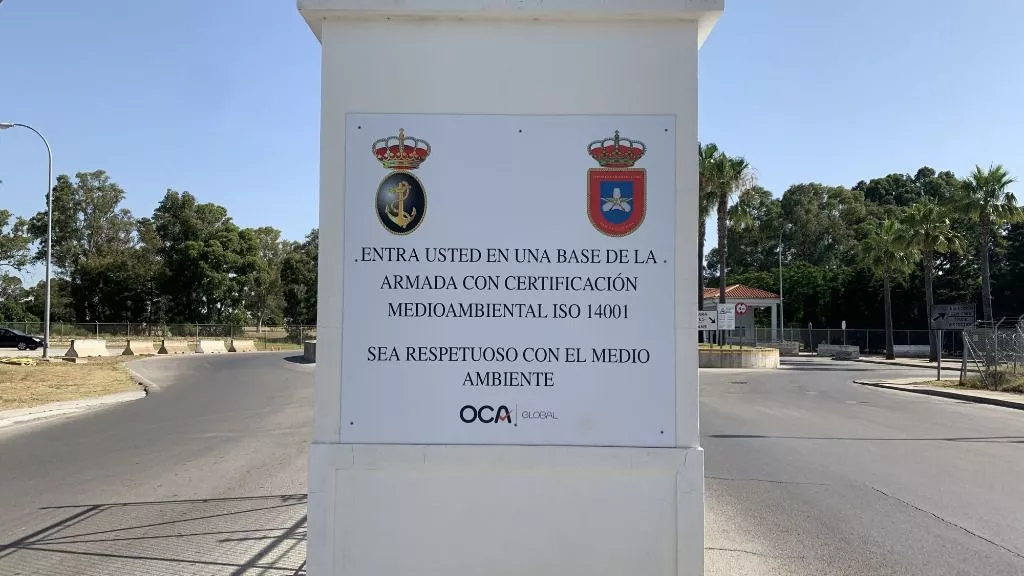 ENTRA USTED EN UNA BASE DE LA
ARMADA CON CERTIFICACIÓN
MEDIOAMBIENTAL ISO 14001
SEA RESPETUOSO CON EL MEDIO
AMBIENTE
OCA GLOBAL